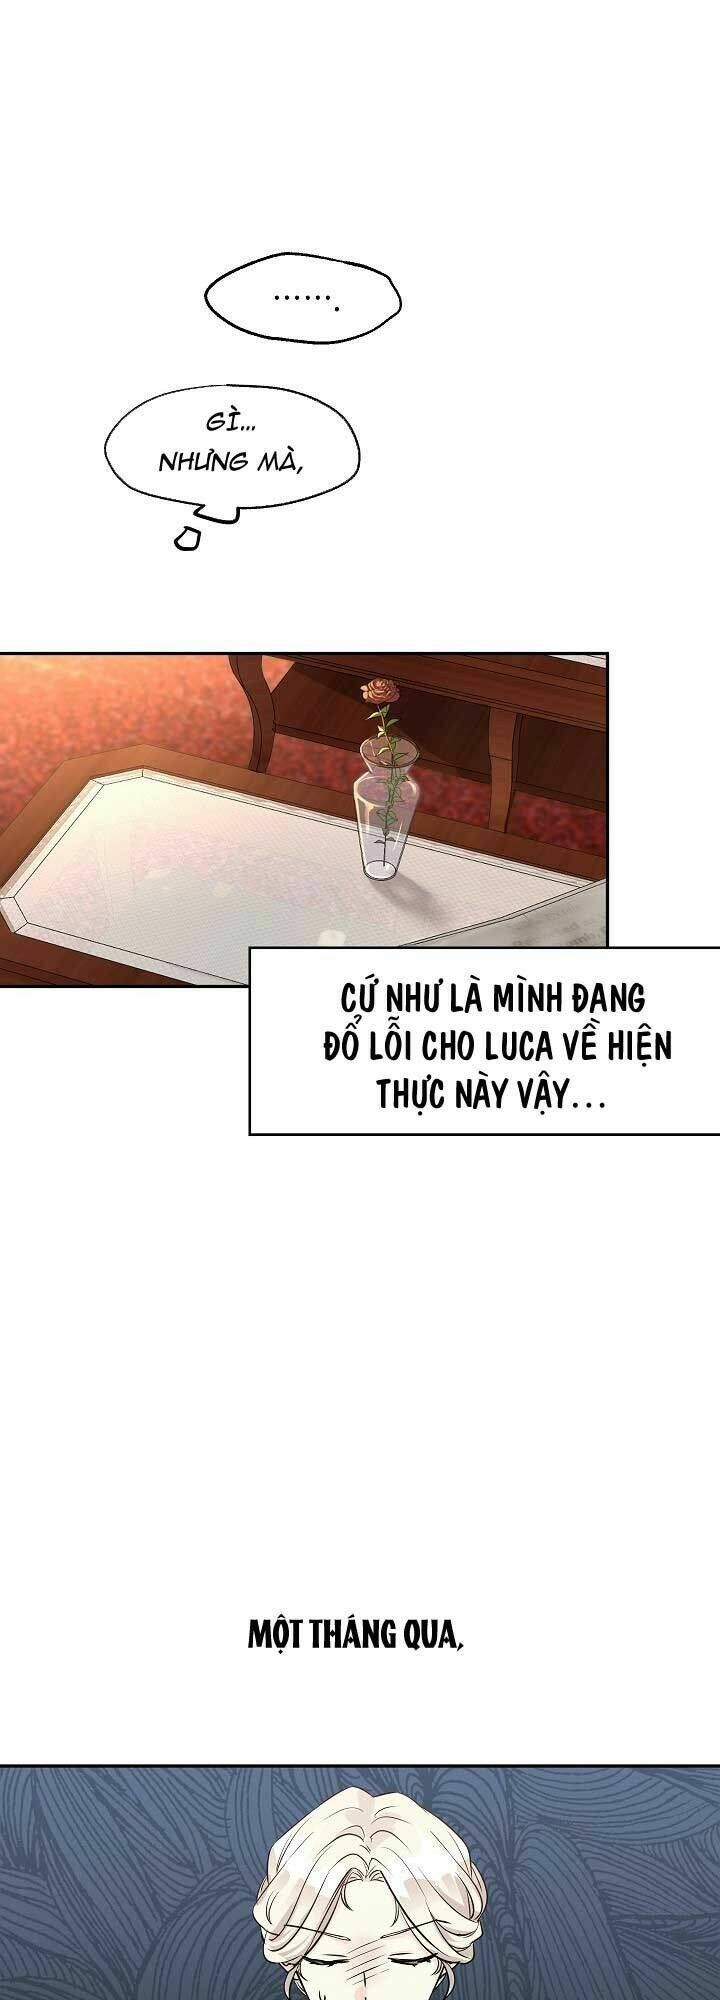 …….
GÌ...
NHƯNG MÀ,
CỨ NHƯ LÀ MÌNH ĐANG
ĐỔ LỖI CHO LUCA VỀ HIỆN
THỰC NÀY VẬY...
MỘT THÁNG QUA,